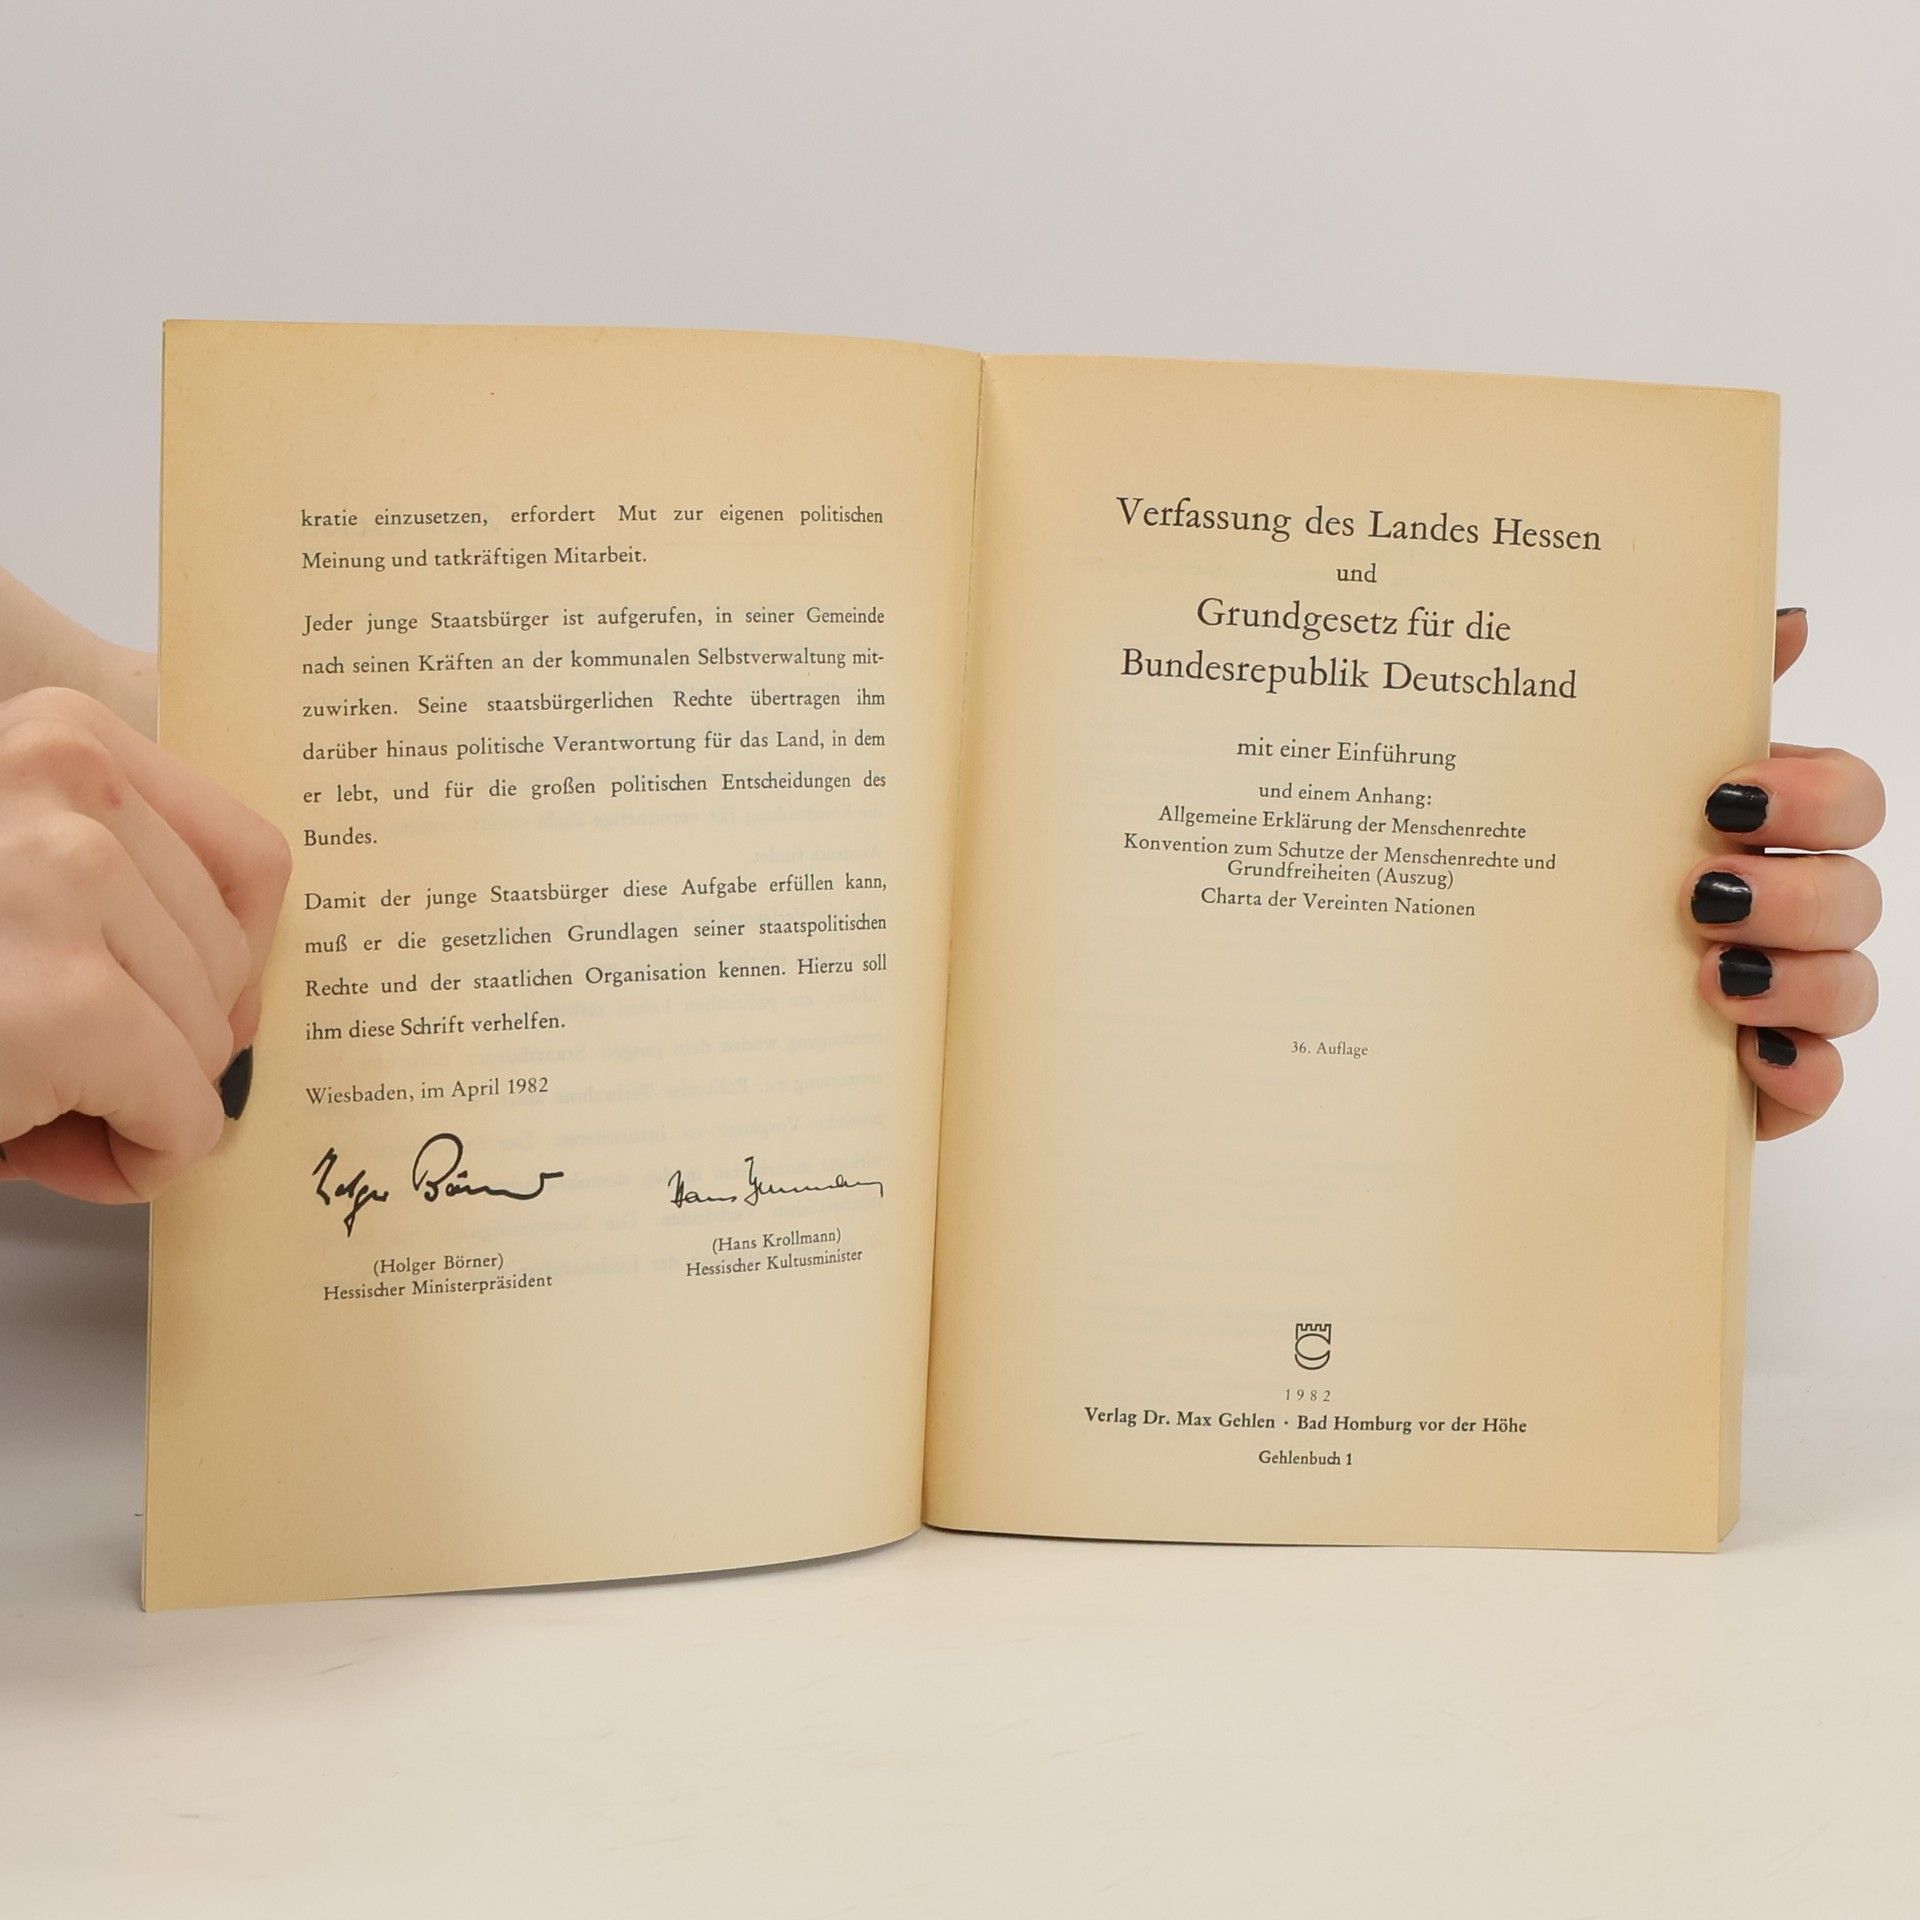 kratie einzusetzen, erfordert Mut zur eigenen politischen
Meinung und tatkräftigen Mitarbeit.
Jeder junge Staatsbürger ist aufgerufen, in seiner Gemeinde
nach seinen Kräften an der kommunalen Selbstverwaltung mit-
zuwirken. Seine staatsbürgerlichen Rechte übertragen ihm
darüber hinaus politische Verantwortung für das Land, in dem
er lebt, und für die großen politischen Entscheidungen des
Bundes.
Damit der junge Staatsbürger diese Aufgabe erfüllen kann,
muß er die gesetzlichen Grundlagen seiner staatspolitischen
Rechte und der staatlichen Organisation kennen. Hierzu soll
ihm diese Schrift verhelfen.
Wiesbaden, im April 1982
Holger Börner
Hans Krollmann
(Holger Börner)
Hessischer Ministerpräsident
(Hans Krollmann)
Hessischer Kultusminister
Verfassung des Landes Hessen
und
Grundgesetz für die
Bundesrepublik Deutschland
mit einer Einführung
und einem Anhang:
Allgemeine Erklärung der Menschenrechte
Konvention zum Schutze der Menschenrechte und
Grundfreiheiten (Auszug)
Charta der Vereinten Nationen
36. Auflage
1982
Verlag Dr. Max Gehlen · Bad Homburg vor der Höhe
Gehlenbuch 1